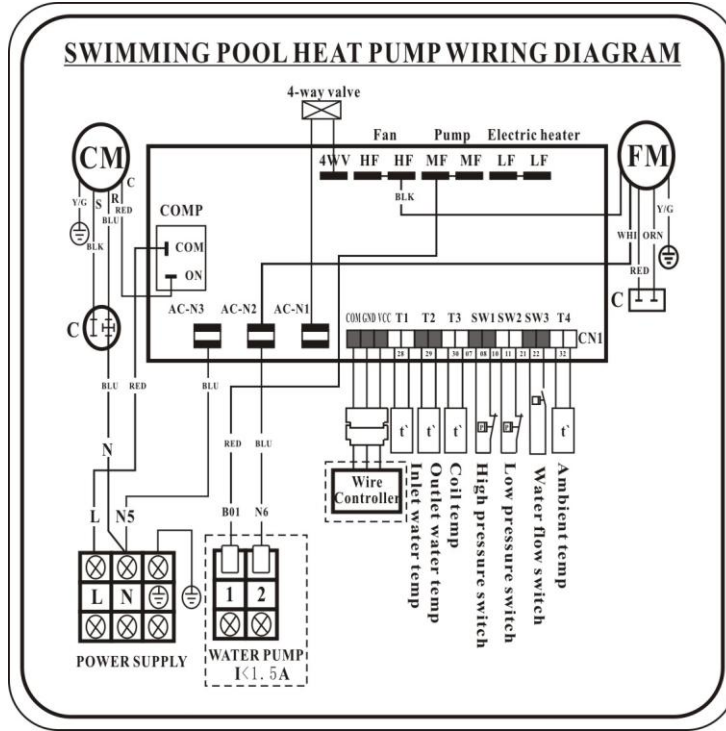 SWIMMING POOL HEAT PUMP WIRING DIAGRAM
4-way valve
Fan Pump Electric heater
4WV HF HF MF MF LF LF
CM
FM
Y/G S R C
BLK BLU RED
COMP
COM
ON
BLK
WHI ORN Y/G
RED
C
AC-N3 AC-N2 AC-N1
COM GND VCC T1 T2 T3 SW1 SW2 SW3 T4
CN1
28 29 30 07 08 10 11 21 22 32
C
BLU RED BLU
RED BLU
N
t` t` t` P P t`
Wire
Controller
Inlet water temp
Outlet water temp
Coil temp
High pressure switch
Low pressure switch
Water flow switch
Ambient temp
L N5
B01 N6
L N
1 2
POWER SUPPLY
WATER PUMP
I<1.5A